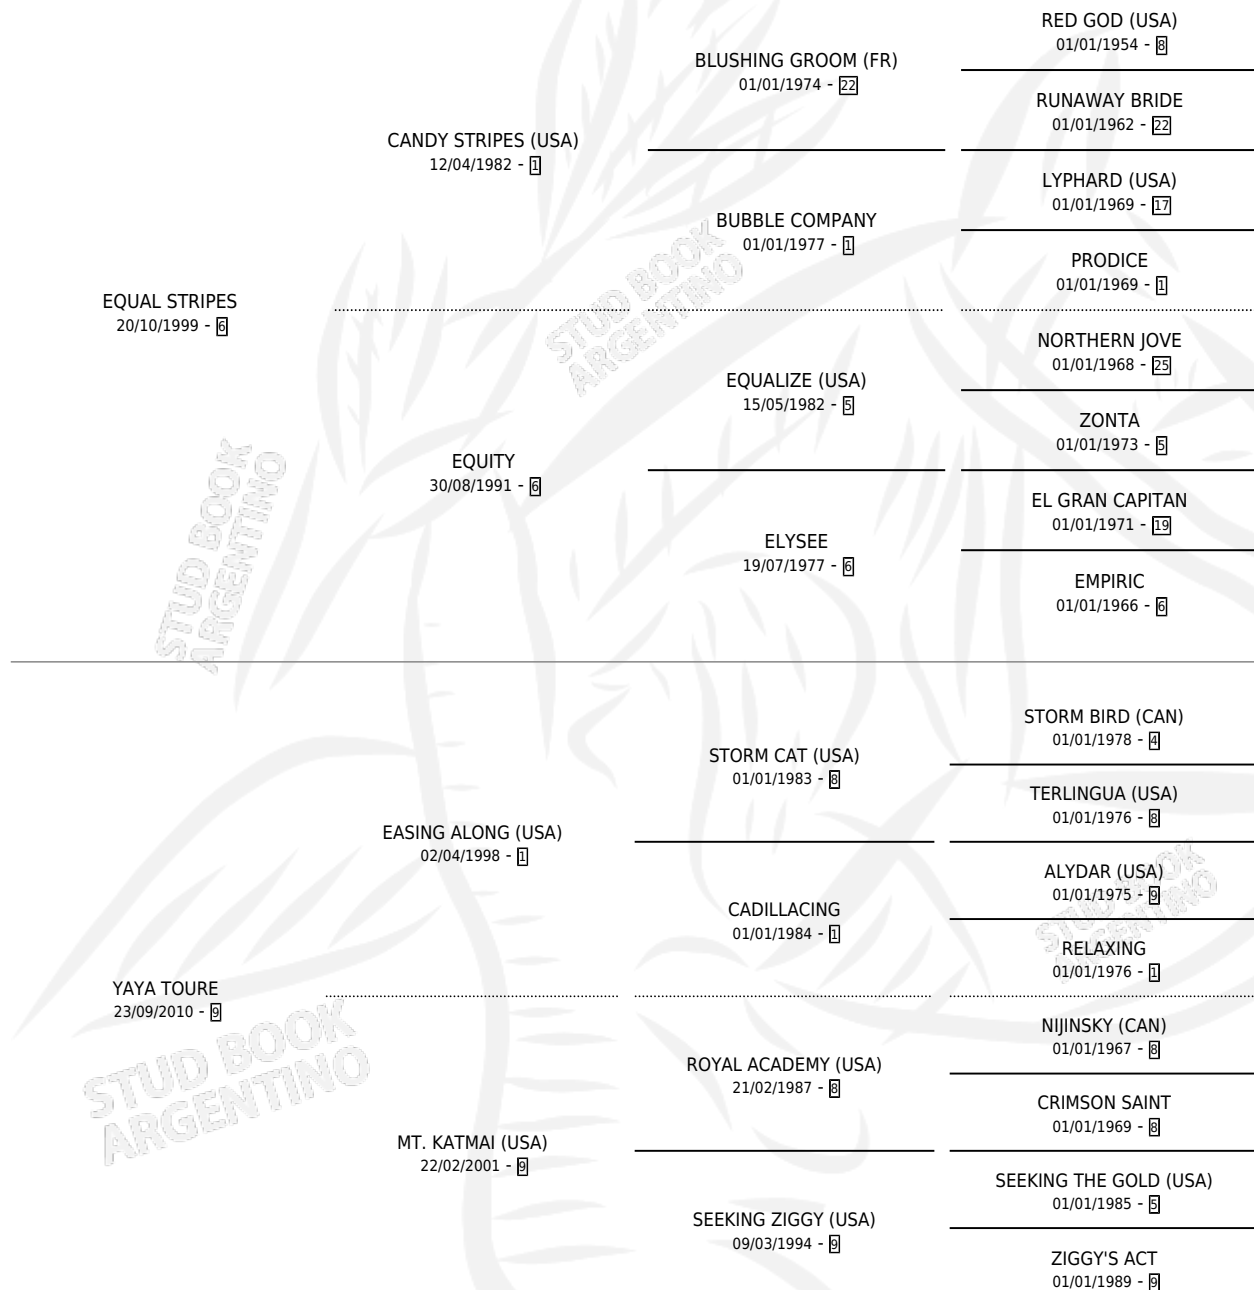 RED GOD (USA)
01/01/1954 - 8
BLUSHING GROOM (FR)
01/01/1974 - 22
RUNAWAY BRIDE
01/01/1962 - 22
CANDY STRIPES (USA)
12/04/1982 - 1
LYPHARD (USA)
01/01/1969 - 17
BUBBLE COMPANY
01/01/1977 - 1
PRODICE
01/01/1969 - 1
EQUAL STRIPES
20/10/1999 - 6
STUD BOOK
ARGENTINO
NORTHERN JOVE
01/01/1968 - 25
EQUALIZE (USA)
15/05/1982 - 5
ZONTA
01/01/1973 - 5
EQUITY
30/08/1991 - 6
EL GRAN CAPITAN
01/01/1971 - 19
ELYSEE
19/07/1977 - 6
EMPIRIC
01/01/1966 - 6
STUD BOOK
ARGENTINO
STORM BIRD (CAN)
01/01/1978 - 4
STORM CAT (USA)
01/01/1983 - 8
TERLINGUA (USA)
01/01/1976 - 8
EASING ALONG (USA)
02/04/1998 - 1
ALYDAR (USA)
01/01/1975 - 9
CADILLACING
01/01/1984 - 1
STUD BOOK
ARGENTINO
RELAXING
01/01/1976 - 1
YAYA TOURE
23/09/2010 - 9
STUD BOOK
ARGENTINO
NIJINSKY (CAN)
01/01/1967 - 8
ROYAL ACADEMY (USA)
21/02/1987 - 8
CRIMSON SAINT
01/01/1969 - 8
MT. KATMAI (USA)
22/02/2001 - 9
SEEKING THE GOLD (USA)
01/01/1985 - 5
SEEKING ZIGGY (USA)
09/03/1994 - 9
ZIGGY'S ACT
01/01/1989 - 9